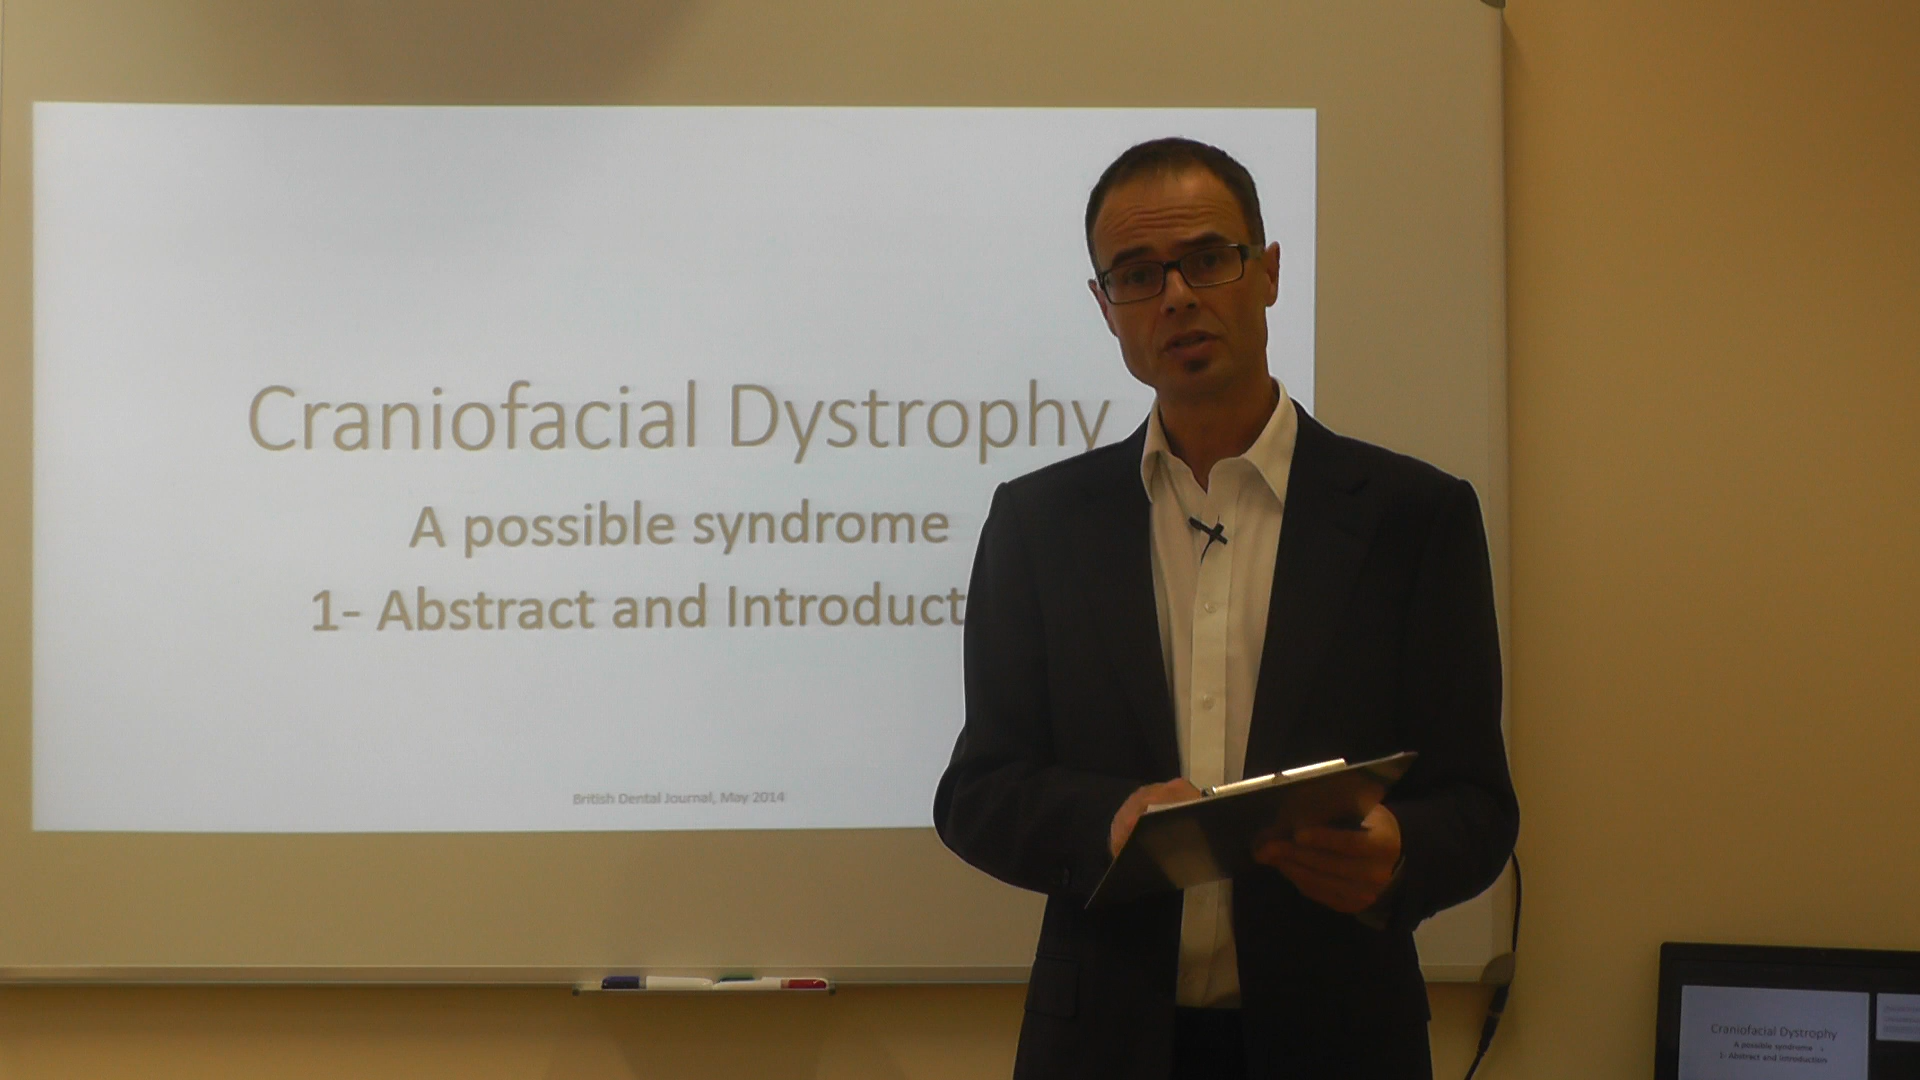 Craniofacial Dystrophy
A possible syndrome
1- Abstract and Introduct
British Dental Journal, May 2014
Craniofacial Dystrophy
A possible syndrome
1- Abstract and Introduction